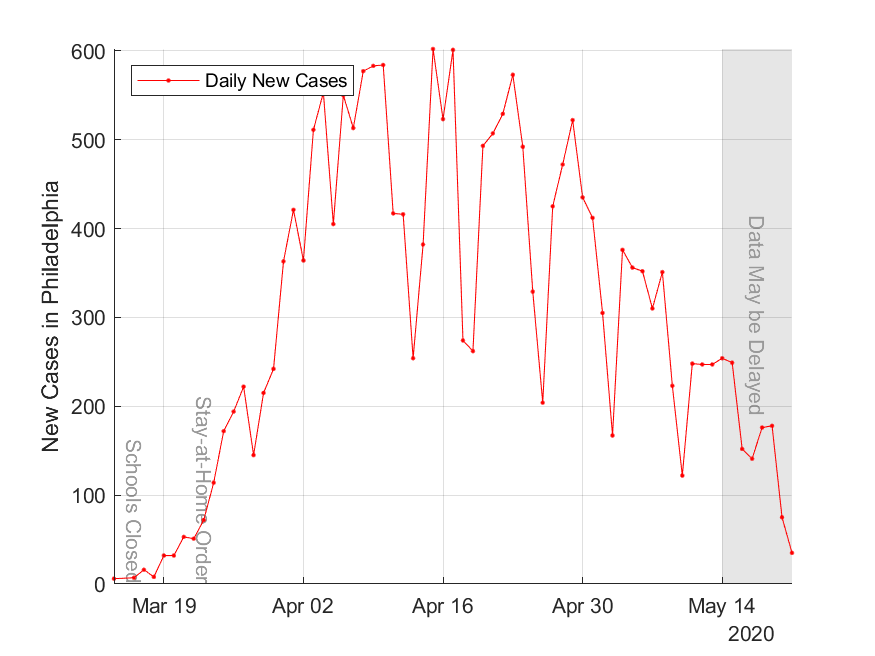 600
500
400
300
200
100
0
New Cases in Philadelphia
Daily New Cases
Schools Closed
Stay-at-Home Order
Data May be Delayed
Mar 19
Apr 02
Apr 16
Apr 30
May 14
2020